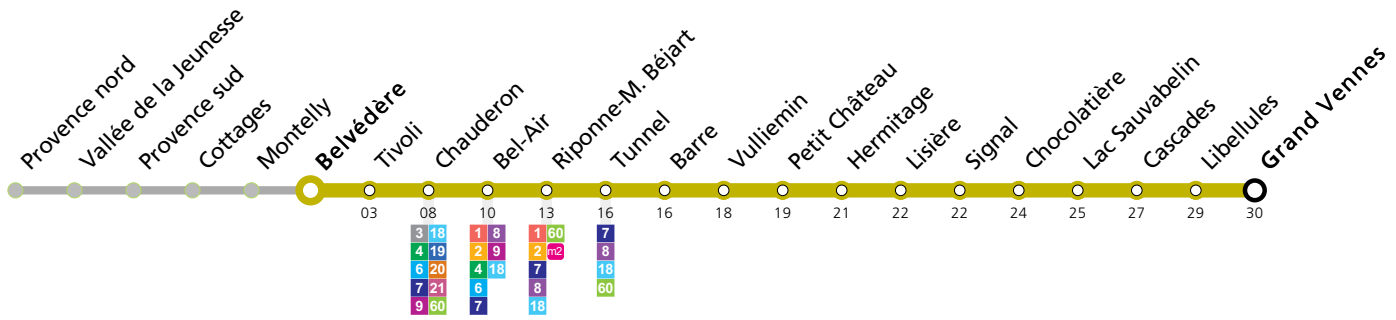 Provence nord
Vallée de la Jeunesse
Provence sud
Cottages
Montelly
Belvédère
Tivoli
Chauderon
Bel-Air
Riponne-M. Béjart
Tunnel
Barre
Vulliemin
Petit Château
Hermitage
Lisière
Signal
Chocolatière
Lac Sauvabelin
Cascades
Libellules
Grand Vennes
03 08 10 13 16 16 18 19 21 22 22 24 25 27 29 30
3 18 1 8 1 60 7
4 19 2 9 2 m2 8
6 20 4 18 7 18
7 21 6 8 60
9 60 7 18